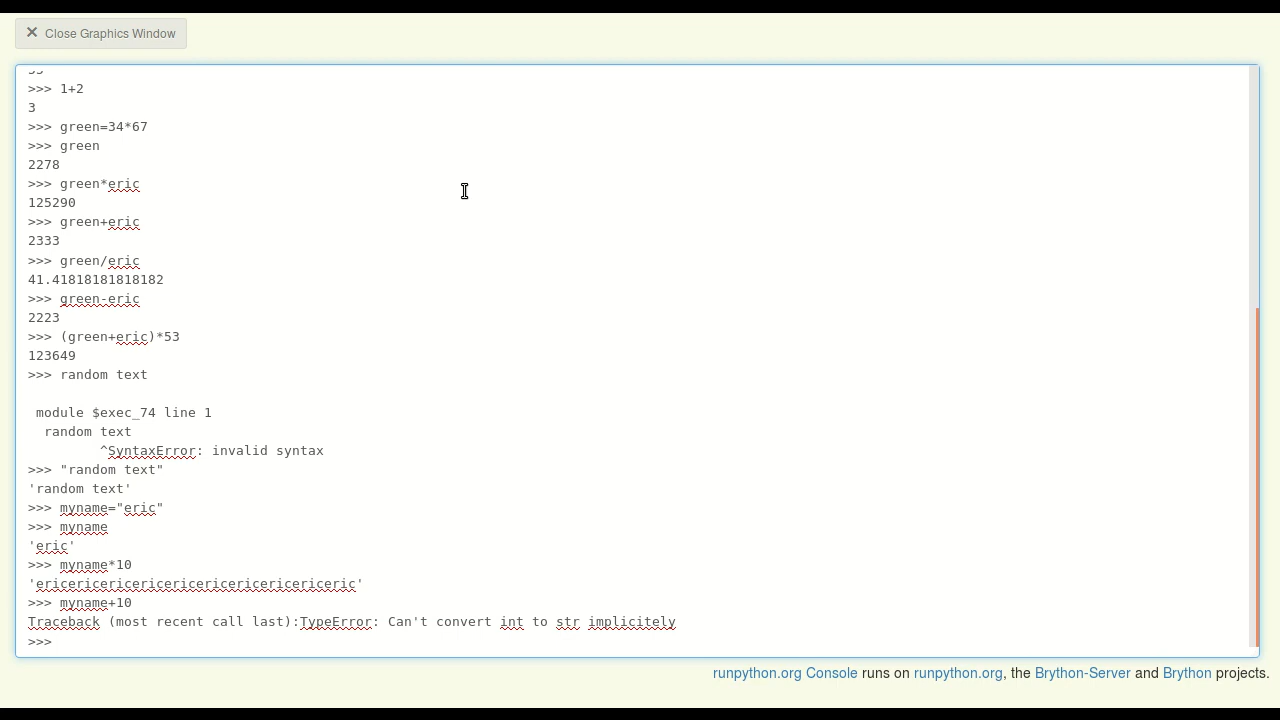 Close Graphics Window
>>> 1+2
3
>>> green=34*67
>>> green
2278
>>> green*eric
125290
>>> green+eric
2333
>>> green/eric
41.41818181818182
>>> green-eric
2223
>>> (green+eric)*53
123649
>>> random text
module $exec_74 line 1
random text
^SyntaxError: invalid syntax
>>> "random text"
'random text'
>>> myname="eric"
>>> myname
'eric'
>>> myname*10
'ericericericericericericericericericeric'
>>> myname+10
Traceback (most recent call last):TypeError: Can't convert int to str implicitely
>>>
runpython.org Console runs on runpython.org, the Brython-Server and Brython projects.